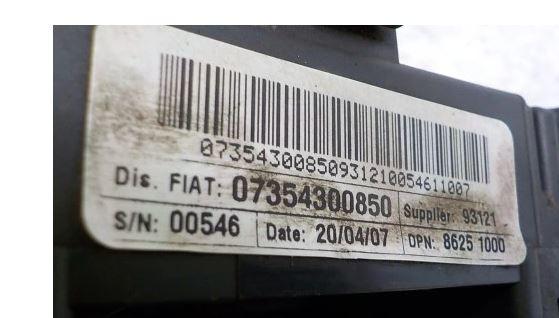 07354300850931210054611007
Dis. FIAT: 07354300850 Supplier: 93121
S/N: 00546 Date: 20/04/07 DPN: 8625 1000